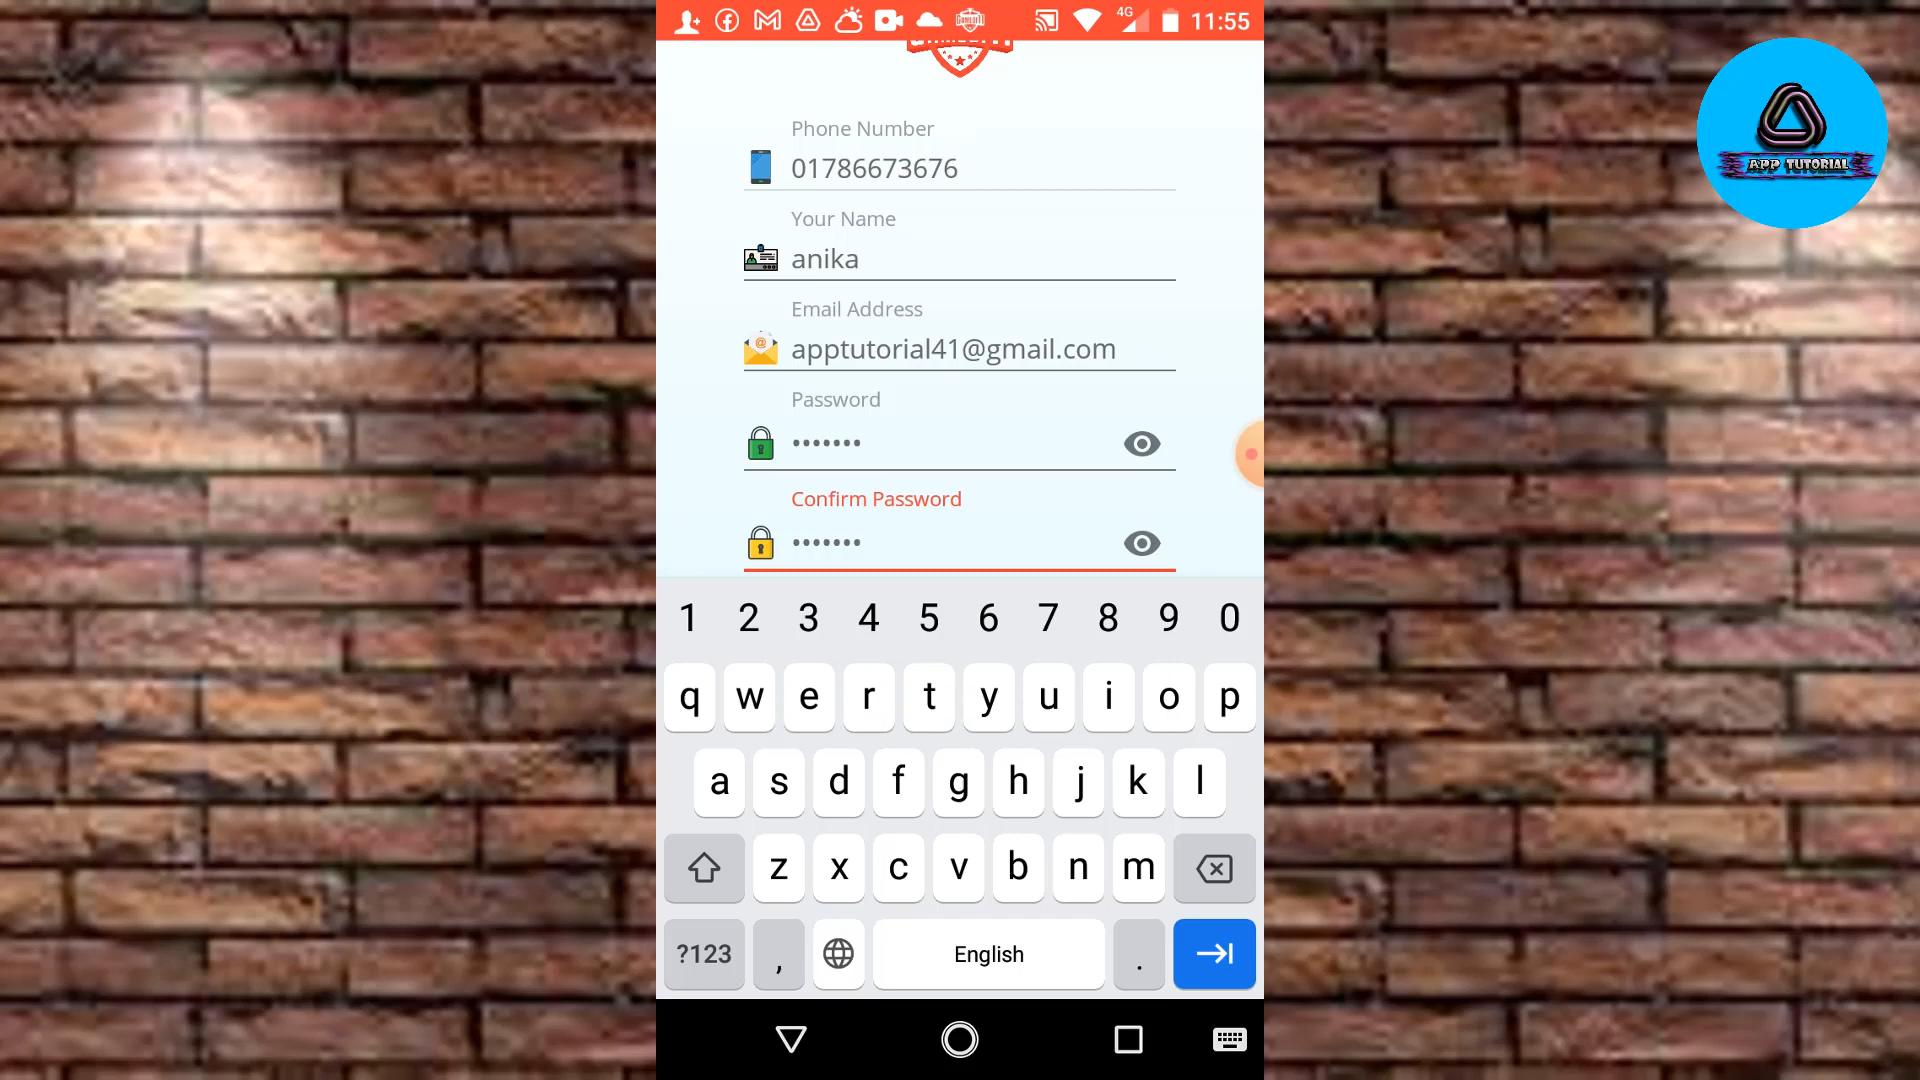 4G 11:55
Phone Number
01786673676
Your Name
anika
Email Address
@
apptutorial41@gmail.com
Password
•••••••
Confirm Password
•••••••
1 2 3 4 5 6 7 8 9 0
q w e r t y u i o p
a s d f g h j k l
z x c v b n m
?123 , English .
APP TUTORIAL